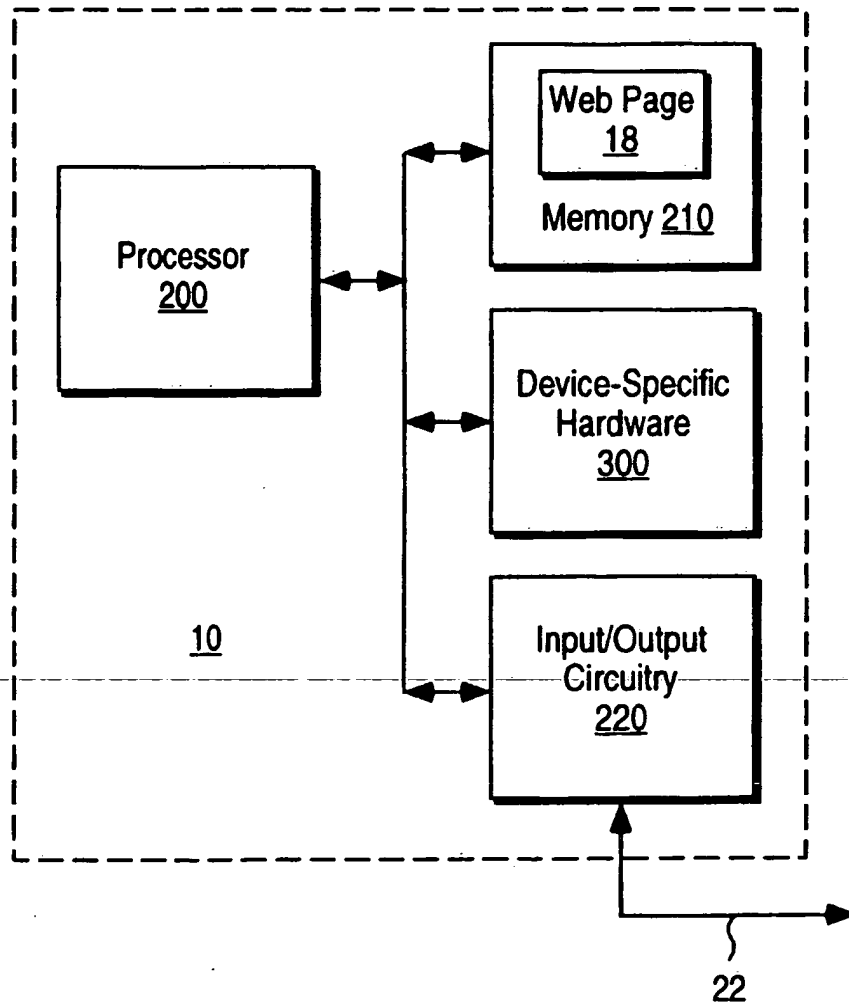 Web Page
18
Memory 210
Processor
200
Device-Specific
Hardware
300
10
Input/Output
Circuitry
220
22